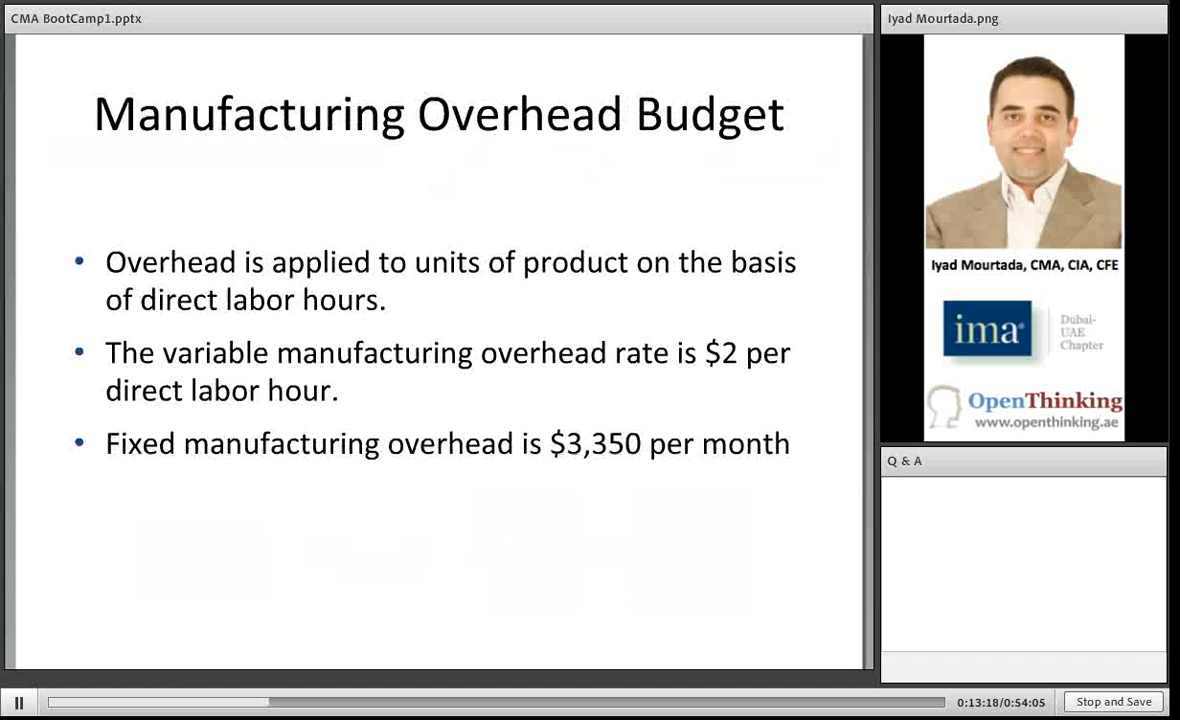 CMA BootCamp1.pptx
Manufacturing Overhead Budget
• Overhead is applied to units of product on the basis
of direct labor hours.
• The variable manufacturing overhead rate is $2 per
direct labor hour.
• Fixed manufacturing overhead is $3,350 per month
Iyad Mourtada.png
Iyad Mourtada, CMA, CIA, CFE
ima®
Dubai-
UAE
Chapter
OpenThinking
www.openthinking.ae
Q & A
0:13:18/0:54:05
Stop and Save